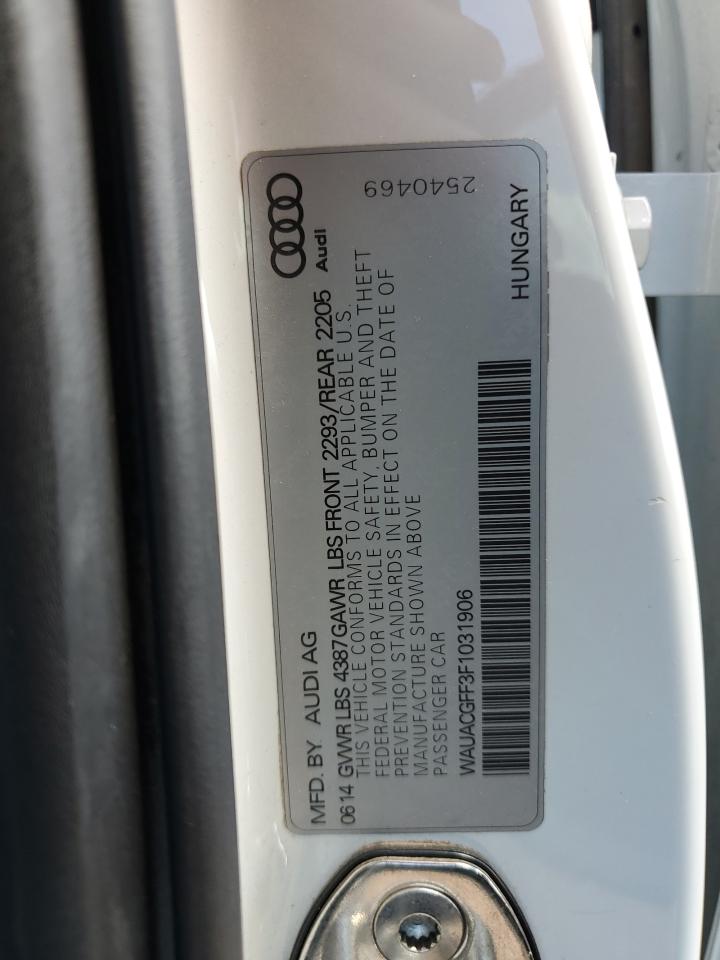 MFD. BY AUDI AG
0614 GVWR LBS 4387GAWR LBS FRONT 2293/REAR 2205
THIS VEHICLE CONFORMS TO ALL APPLICABLE U.S.
FEDERAL MOTOR VEHICLE SAFETY, BUMPER AND THEFT
PREVENTION STANDARDS IN EFFECT ON THE DATE OF
MANUFACTURE SHOWN ABOVE
PASSENGER CAR
WAUACGFF3F1031906
Audi
HUNGARY
2540469